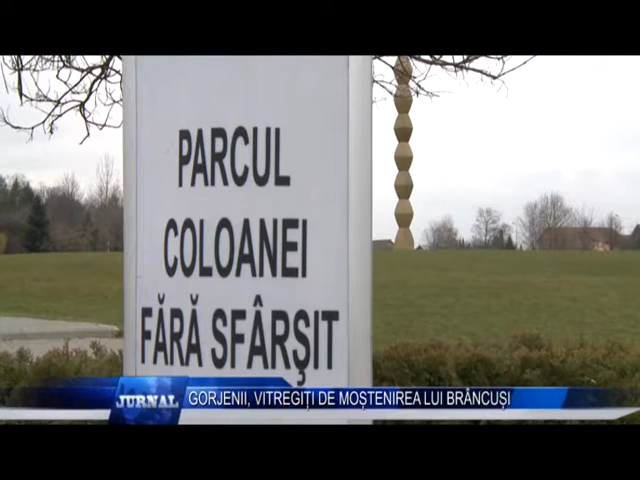 PARCUL
COLOANEI
FĂRĂ SFÂRŞIT
JURNAL
GORJENII, VITREGIȚI DE MOȘTENIREA LUI BRÂNCUȘI